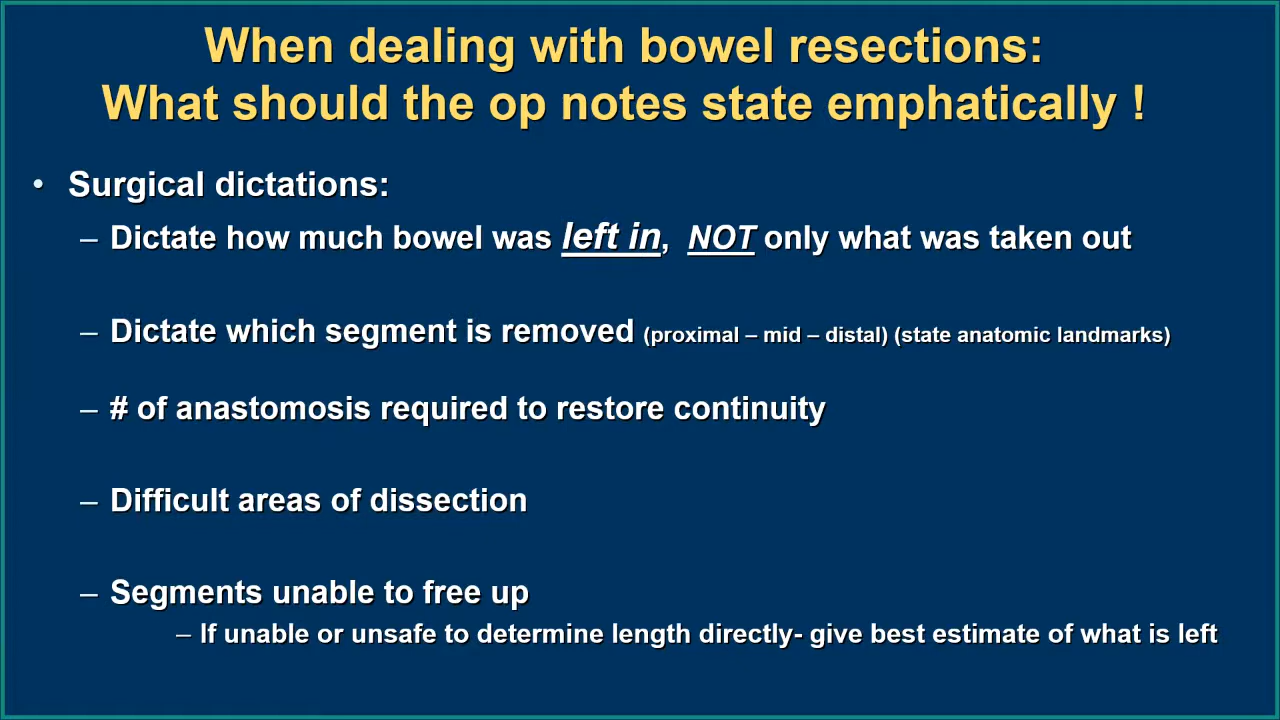 When dealing with bowel resections:
What should the op notes state emphatically !
• Surgical dictations:
– Dictate how much bowel was left in, NOT only what was taken out
– Dictate which segment is removed (proximal – mid – distal) (state anatomic landmarks)
– # of anastomosis required to restore continuity
– Difficult areas of dissection
– Segments unable to free up
– If unable or unsafe to determine length directly- give best estimate of what is left